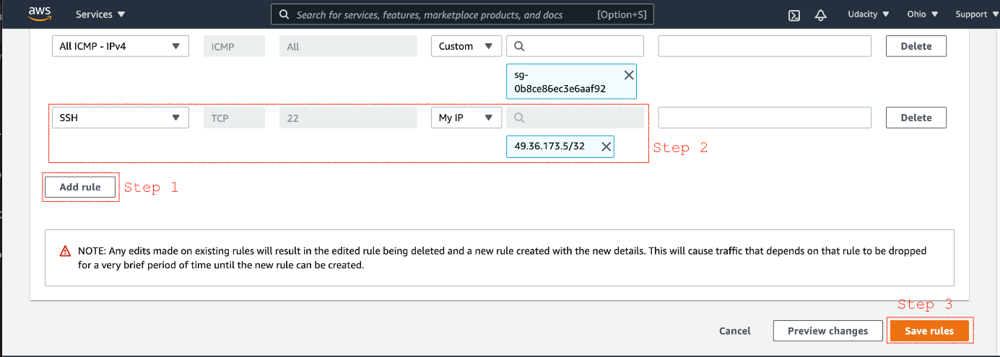 aws Services Search for services, features, marketplace products, and docs [Option+S] Udacity Ohio Support
All ICMP - IPv4 ICMP All Custom Delete
sg-
0b8ce86ec3e6aaf92
SSH TCP 22 My IP Delete
49.36.173.5/32
Step 2
Add rule Step 1
NOTE: Any edits made on existing rules will result in the edited rule being deleted and a new rule created with the new details. This will cause traffic that depends on that rule to be dropped
for a very brief period of time until the new rule can be created.
Step 3
Cancel Preview changes Save rules